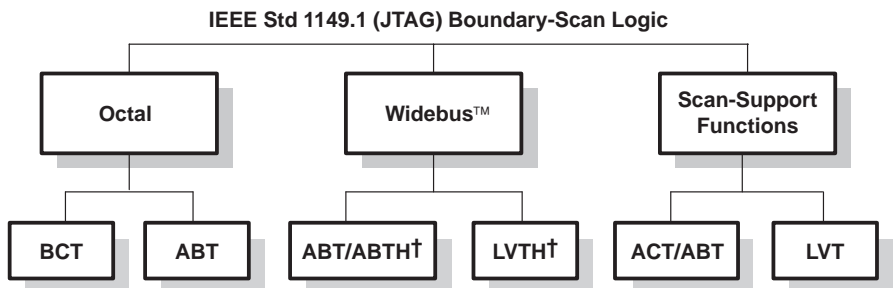 IEEE Std 1149.1 (JTAG) Boundary-Scan Logic
Octal
Widebus™
Scan-Support
Functions
BCT
ABT
ABT/ABTH†
LVTH†
ACT/ABT
LVT